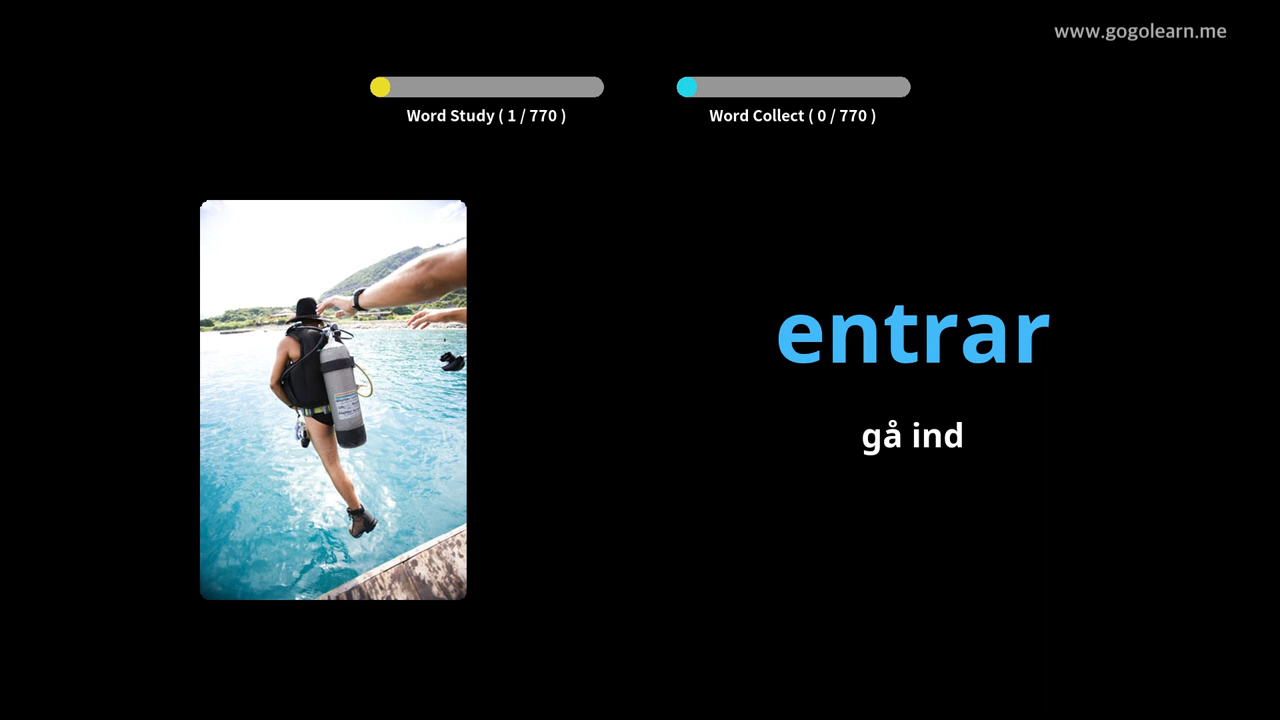 www.gogolearn.me
Word Study ( 1 / 770 )
Word Collect ( 0 / 770 )
entrar
gå ind